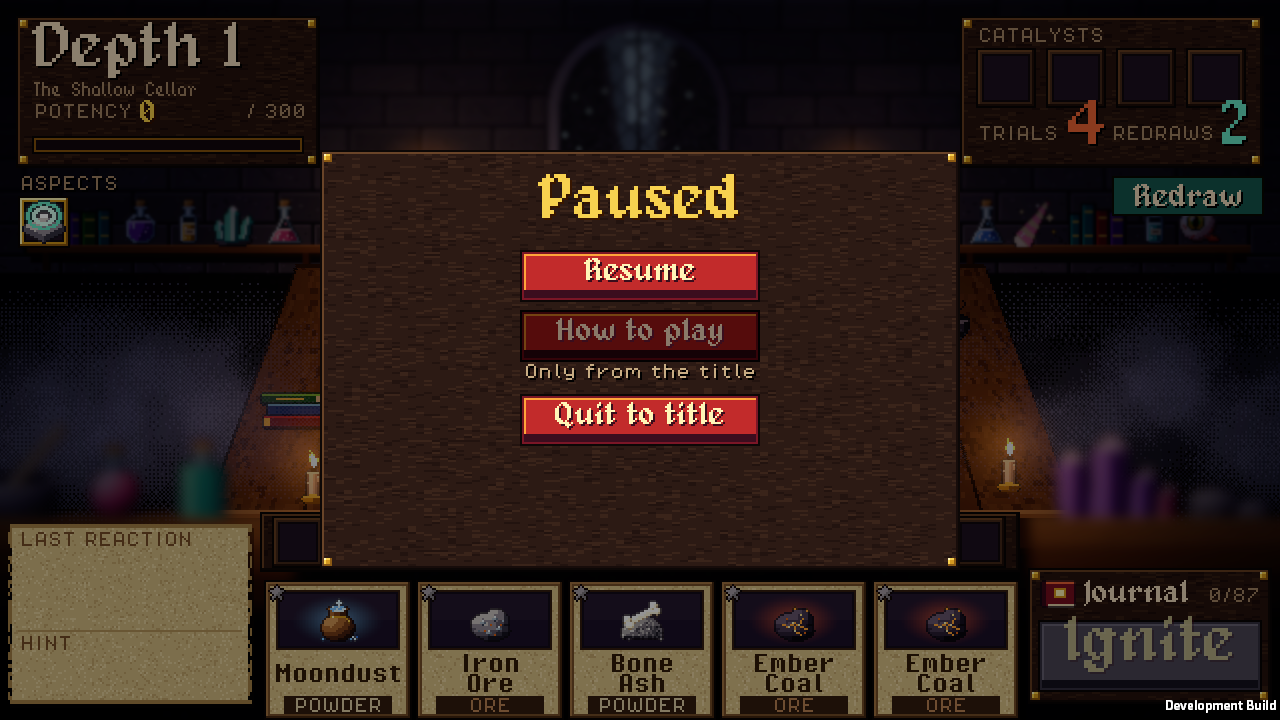 Depth 1
The Shallow Cellar
POTENCY 0 / 300
ASPECTS
CATALYSTS
TRIALS 4 REDRAWS 2
Redraw
Paused
Resume
How to play
Only from the title
Quit to title
LAST REACTION
HINT
Moondust
POWDER
Iron
Ore
ORE
Bone
Ash
POWDER
Ember
Coal
ORE
Ember
Coal
ORE
Journal 0/87
Ignite
Development Build